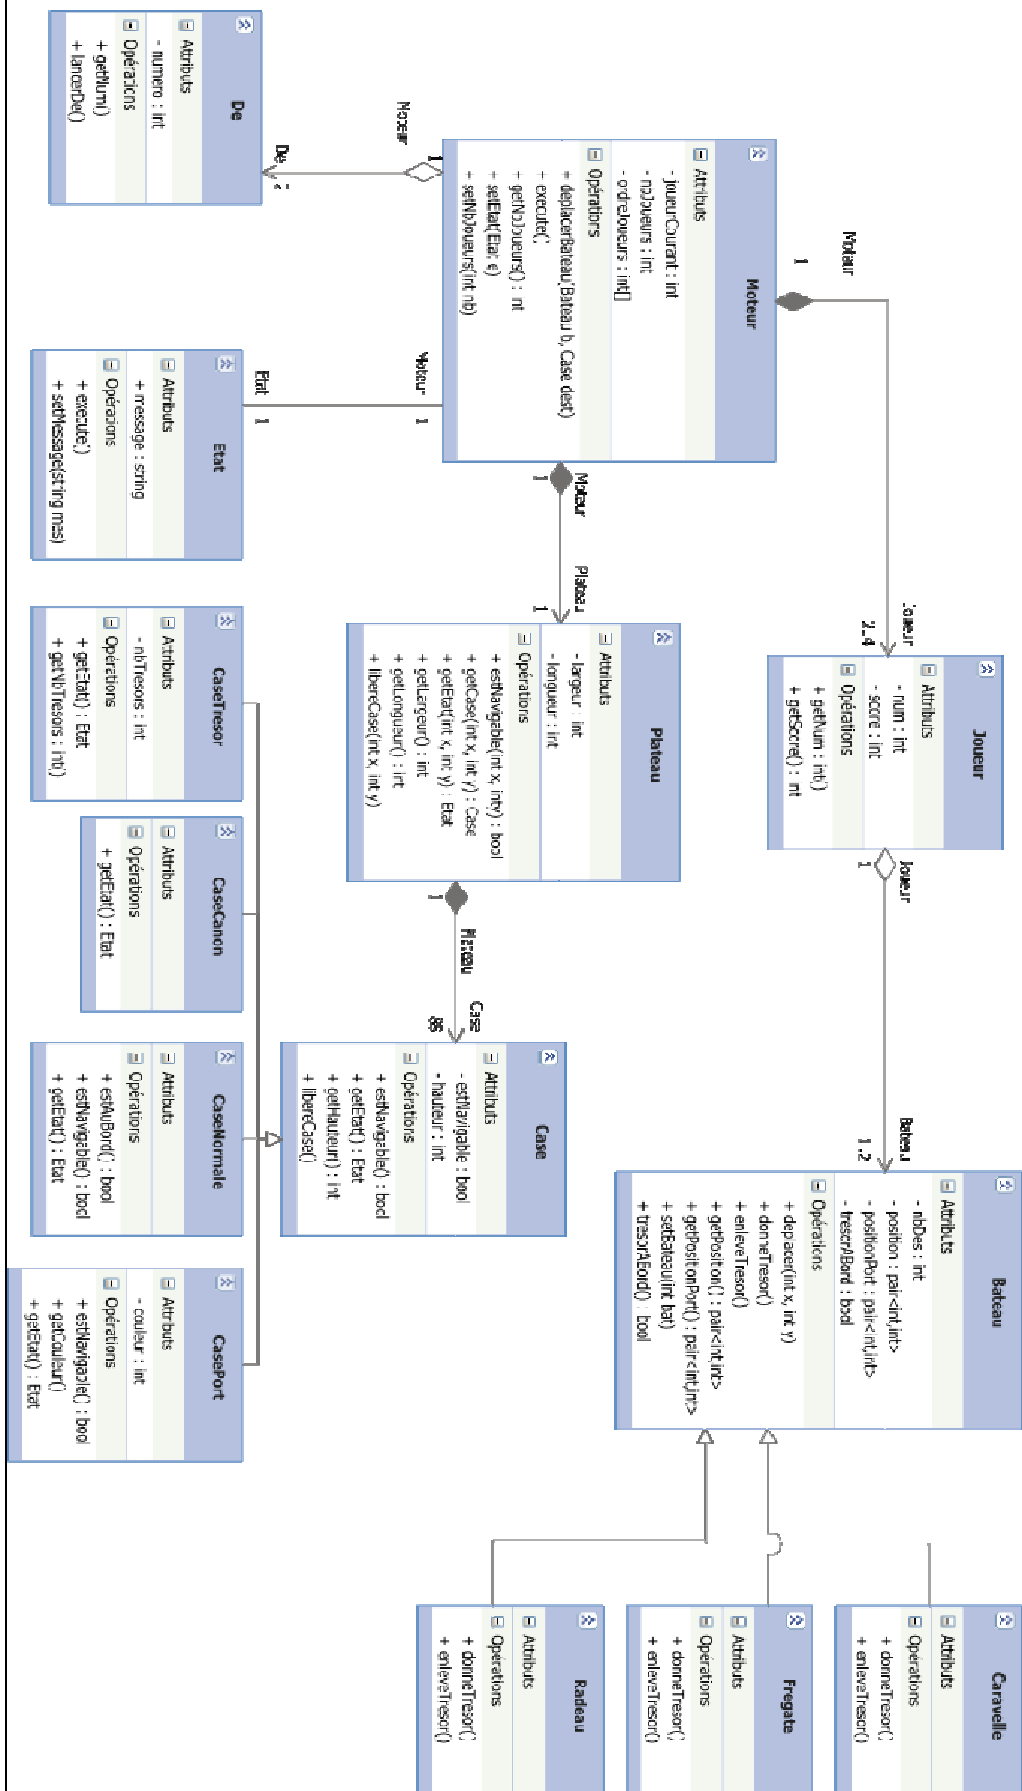 Moteur
Attributs
- joueurCourant : int
- nbJoueurs : int
- ordreJoueurs : int[]
Opérations
+ deplacerBateau(Bateau b, Case dest)
+ execute()
+ getNbJoueurs() : int
+ setEtat(Etat e)
+ setNbJoueurs(int nb)
Moteur
1
Joueur
2..4
Joueur
Attributs
- num : int
- score : int
Opérations
+ getNum : int()
+ getScore() : int
Joueur
1
Bateau
1..2
Bateau
Attributs
- nbDes : int
- position : pair<int,int>
- positionPort : pair<int,int>
- tresorABord : bool
Opérations
+ deplacer(int x, int y)
+ donneTresor()
+ enleveTresor()
+ getPosition() : pair<int,int>
+ getPositionPort() : pair<int,int>
+ setBateau(int bat)
+ tresorABord() : bool
Caravelle
Attributs
Opérations
+ donneTresor()
+ enleveTresor()
Fregate
Attributs
Opérations
+ donneTresor()
+ enleveTresor()
Radeau
Attributs
Opérations
+ donneTresor()
+ enleveTresor()
Moteur
1
Plateau
1
Plateau
Attributs
- largeur : int
- longueur : int
Opérations
+ estNavigable(int x, inty) : bool
+ getCase(int x, int y) : Case
+ getEtat(int x, int y) : Etat
+ getLargeur() : int
+ getLongueur() : int
+ libereCase(int x, int y)
1
Case
Case
Attributs
- estNavigable : bool
- hauteur : int
Opérations
+ estNavigable() : bool
+ getEtat() : Etat
+ getHauteur() : int
+ libereCase()
Moteur
1
De
De
Attributs
- numero : int
Opérations
+ getNum()
+ lancerDe()
Moteur
1
Etat
1
Etat
Attributs
+ message : string
Opérations
+ execute()
+ setMessage(string mes)
CaseTresor
Attributs
- nbTresors : int
Opérations
+ getEtat() : Etat
+ getNbTresors : int()
CaseCanon
Attributs
Opérations
+ getEtat() : Etat
CaseNormale
Attributs
Opérations
+ estAuBord() : bool
+ estNavigable() : bool
+ getEtat() : Etat
CasePort
Attributs
- couleur : int
Opérations
+ estNavigable() : bool
+ getCouleur()
+ getEtat() : Etat